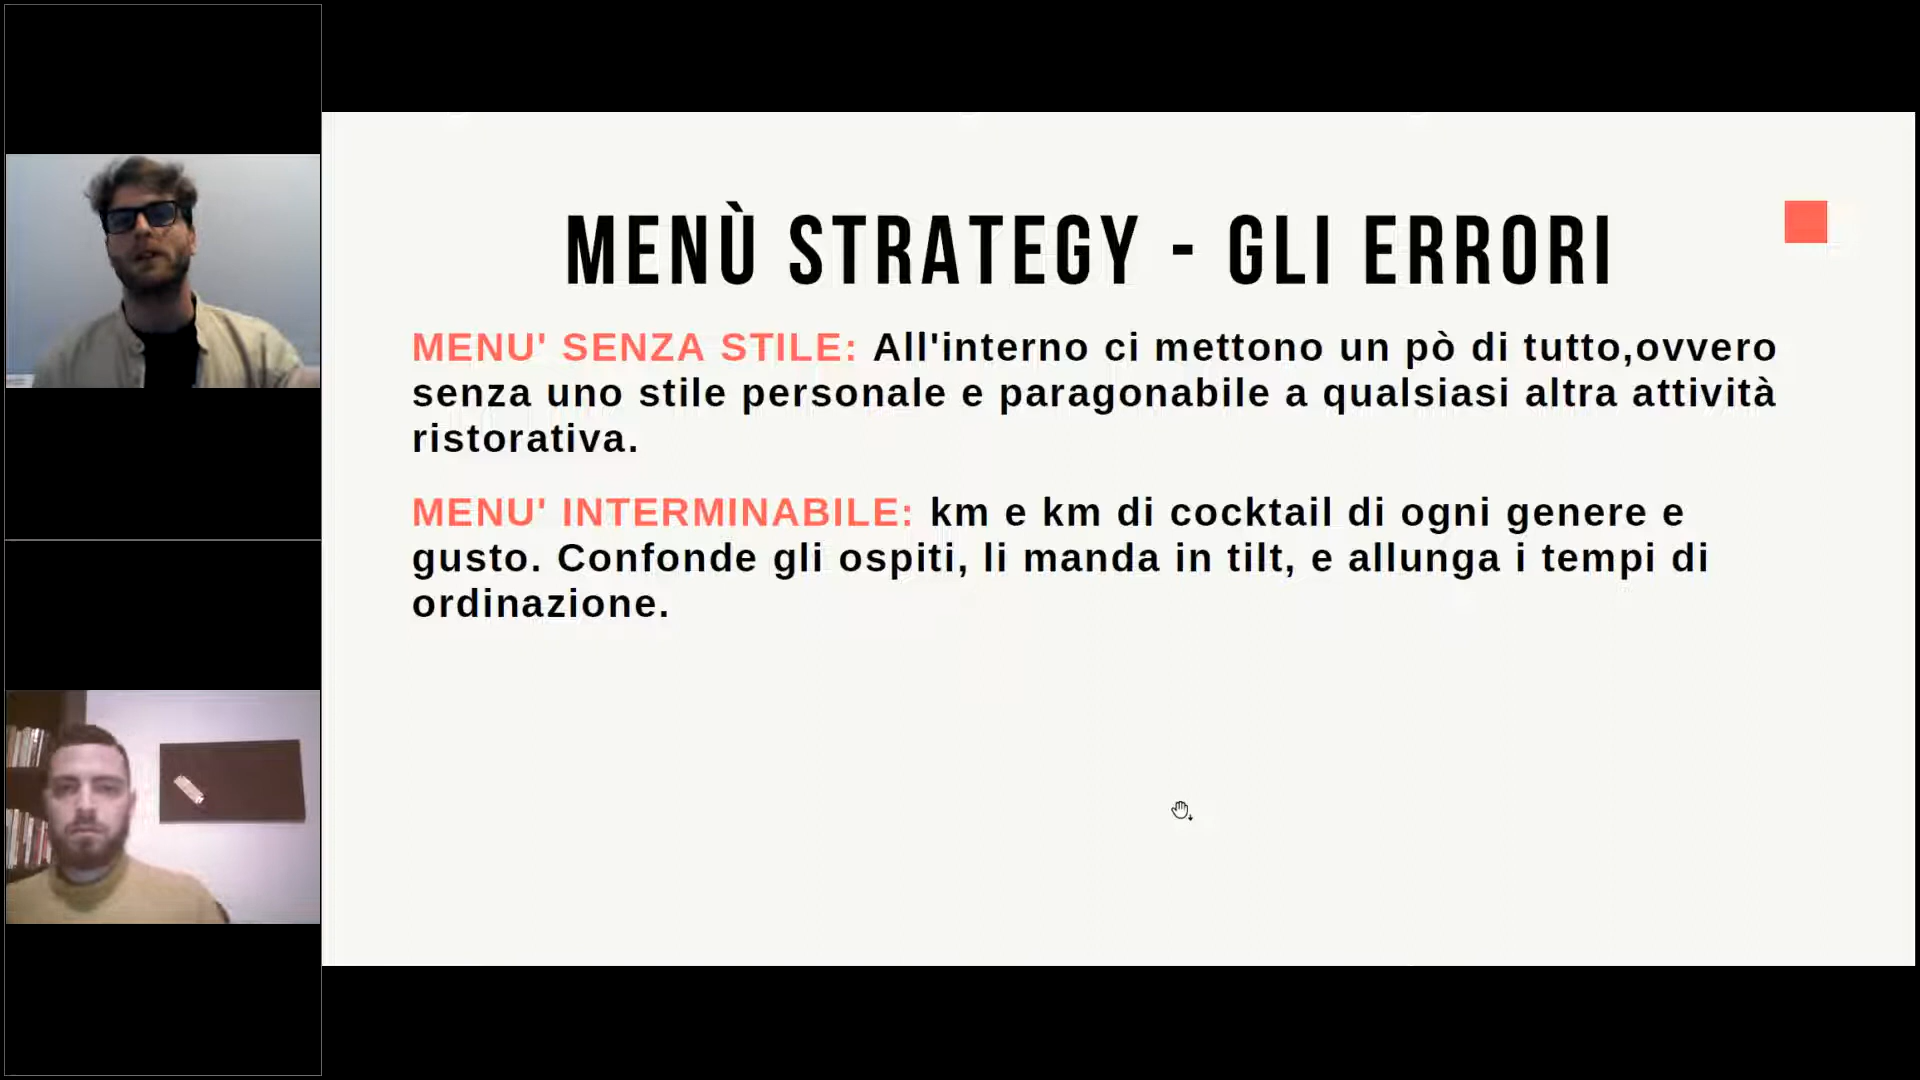 MENÙ STRATEGY - GLI ERRORI
MENU' SENZA STILE: All'interno ci mettono un pò di tutto,ovvero
senza uno stile personale e paragonabile a qualsiasi altra attività
ristorativa.
MENU' INTERMINABILE: km e km di cocktail di ogni genere e
gusto. Confonde gli ospiti, li manda in tilt, e allunga i tempi di
ordinazione.